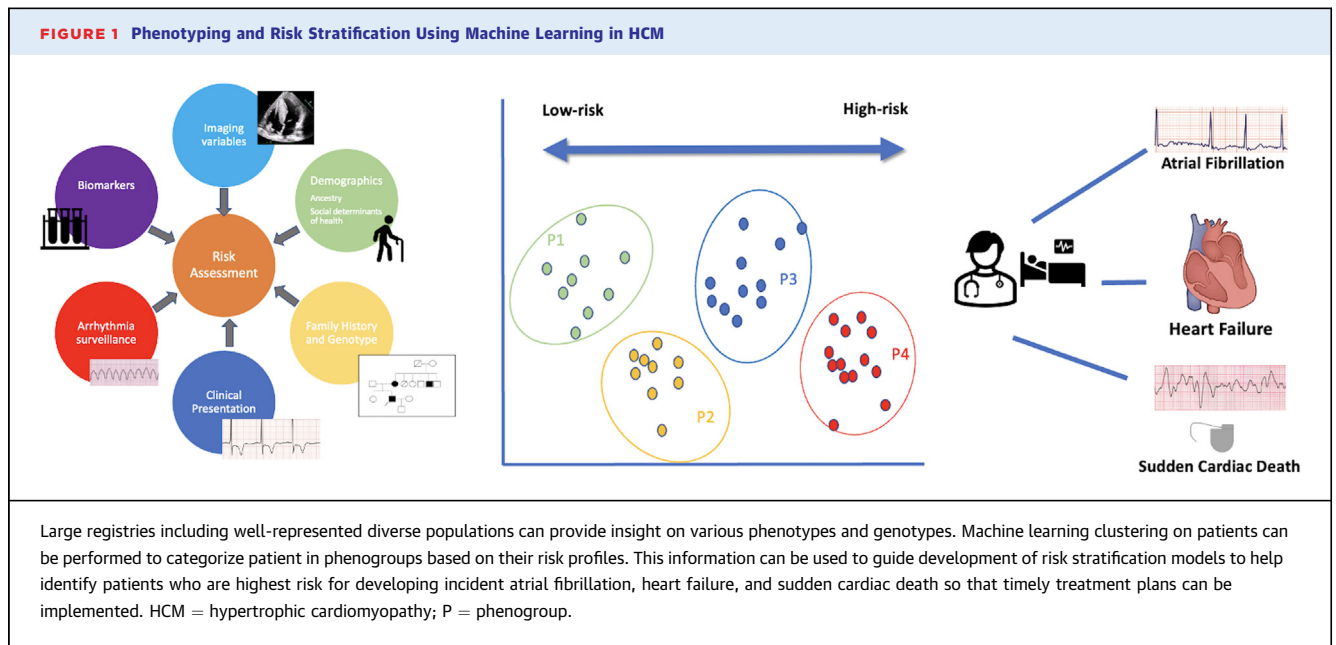 FIGURE 1 Phenotyping and Risk Stratification Using Machine Learning in HCM
Imaging
variables
Biomarkers
Demographics
Ancestry
Social determinants
of health
Risk
Assessment
Arrhythmia
surveillance
Family History
and Genotype
Clinical
Presentation
Low-risk
High-risk
P1
P3
P4
P2
Atrial Fibrillation
Heart Failure
Sudden Cardiac Death
Large registries including well-represented diverse populations can provide insight on various phenotypes and genotypes. Machine learning clustering on patients can
be performed to categorize patient in phenogroups based on their risk profiles. This information can be used to guide development of risk stratification models to help
identify patients who are highest risk for developing incident atrial fibrillation, heart failure, and sudden cardiac death so that timely treatment plans can be
implemented. HCM = hypertrophic cardiomyopathy; P = phenogroup.